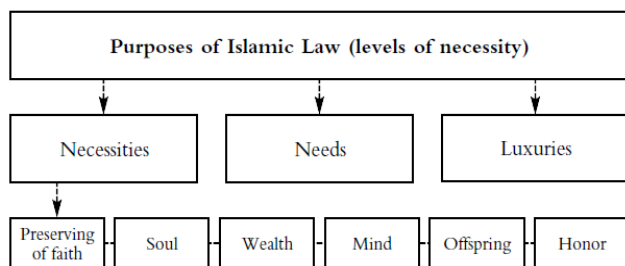 Purposes of Islamic Law (levels of necessity)
Necessities
Needs
Luxuries
Preserving
of faith
Soul
Wealth
Mind
Offspring
Honor